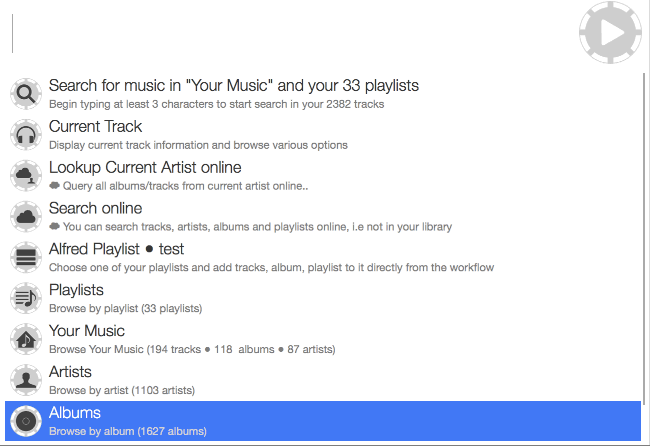 Search for music in "Your Music" and your 33 playlists
Begin typing at least 3 characters to start search in your 2382 tracks
Current Track
Display current track information and browse various options
Lookup Current Artist online
Query all albums/tracks from current artist online..
Search online
You can search tracks, artists, albums and playlists online, i.e not in your library
Alfred Playlist ● test
Choose one of your playlists and add tracks, album, playlist to it directly from the workflow
Playlists
Browse by playlist (33 playlists)
Your Music
Browse Your Music (194 tracks ● 118 albums ● 87 artists)
Artists
Browse by artist (1103 artists)
Albums
Browse by album (1627 albums)